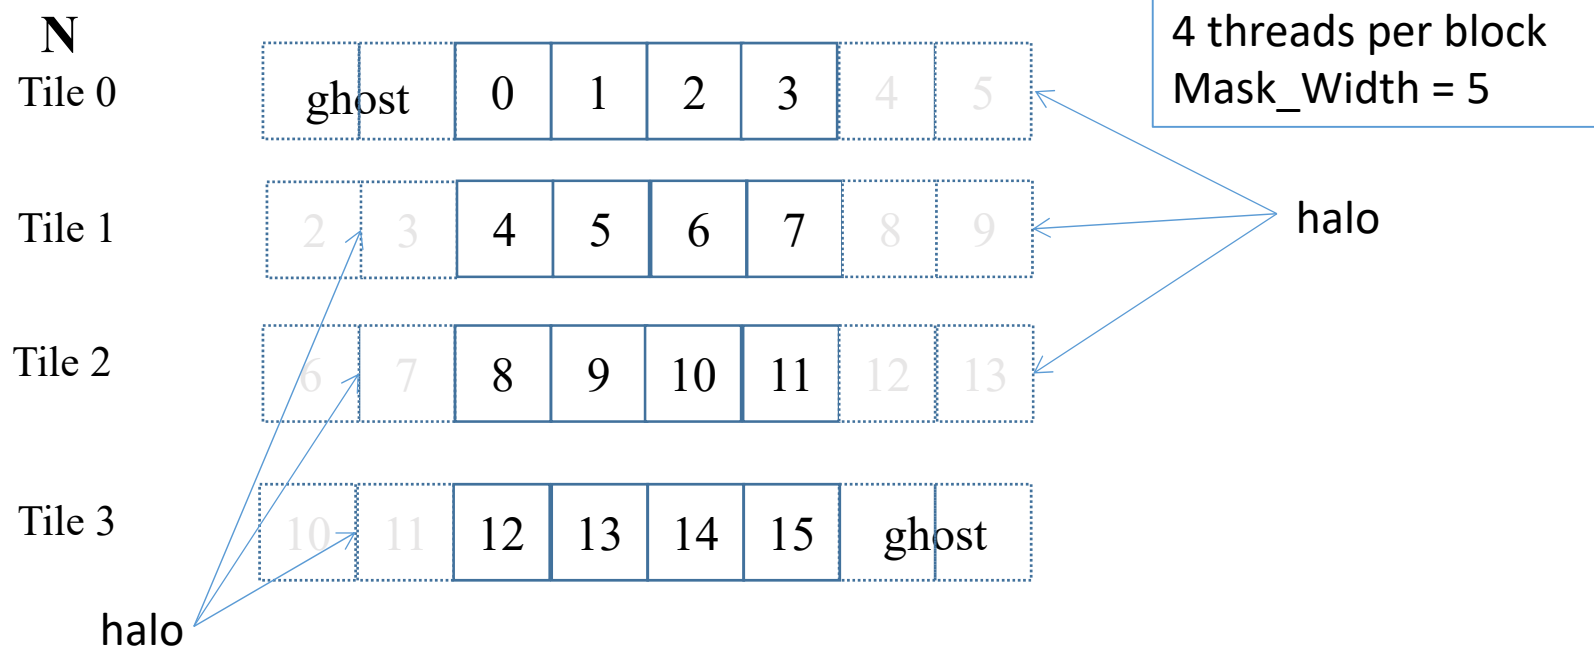 N
4 threads per block
Mask_Width = 5
Tile 0 ghost 0 1 2 3 4 5
Tile 1 2 3 4 5 6 7 8 9
halo
Tile 2 6 7 8 9 10 11 12 13
Tile 3 10 11 12 13 14 15 ghost
halo